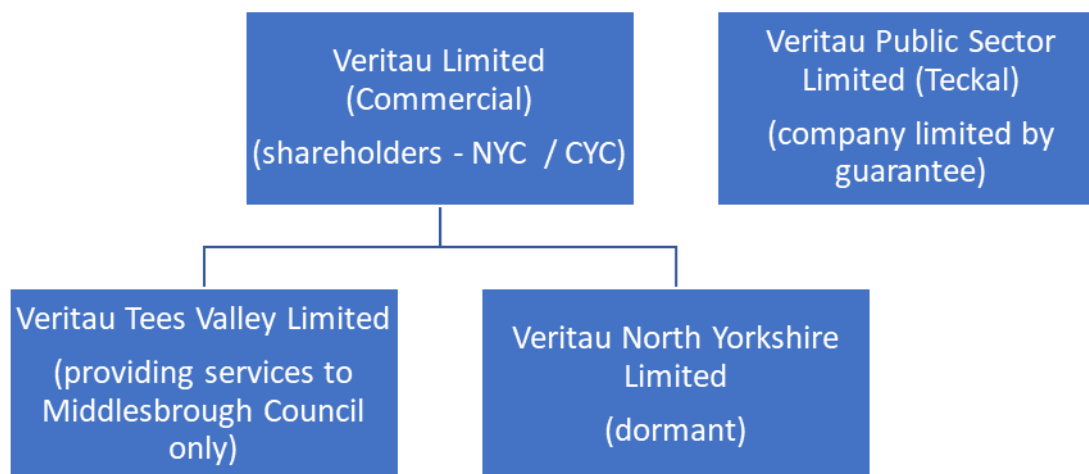 Veritau Limited
(Commercial)
(shareholders - NYC  / CYC)
Veritau Public Sector
Limited (Teckal)
(company limited by
guarantee)
Veritau Tees Valley Limited
(providing services to
Middlesbrough Council
only)
Veritau North Yorkshire
Limited
(dormant)